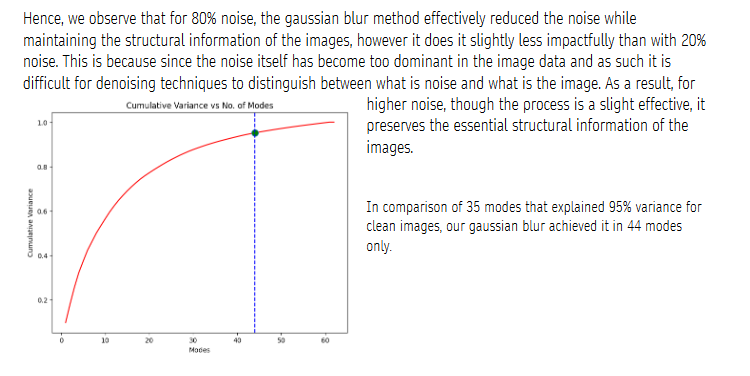 Hence, we observe that for 80% noise, the gaussian blur method effectively reduced the noise while
maintaining the structural information of the images, however it does it slightly less impactfully than with 20%
noise. This is because since the noise itself has become too dominant in the image data and as such it is
difficult for denoising techniques to distinguish between what is noise and what is the image. As a result, for
higher noise, though the process is a slight effective, it
preserves the essential structural information of the
images.
In comparison of 35 modes that explained 95% variance for
clean images, our gaussian blur achieved it in 44 modes
only.
Cumulative Variance vs No. of Modes
Cumulative Variance
1.0
0.8
0.6
0.4
0.2
0 10 20 30 40 50 60
Modes